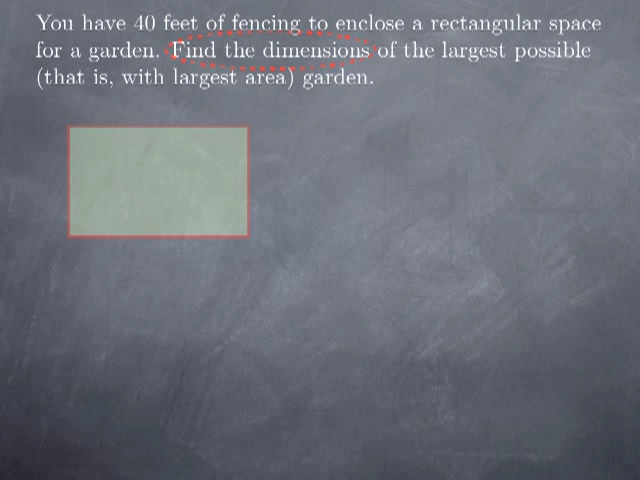 You have 40 feet of fencing to enclose a rectangular space
for a garden. Find the dimensions of the largest possible
(that is, with largest area) garden.